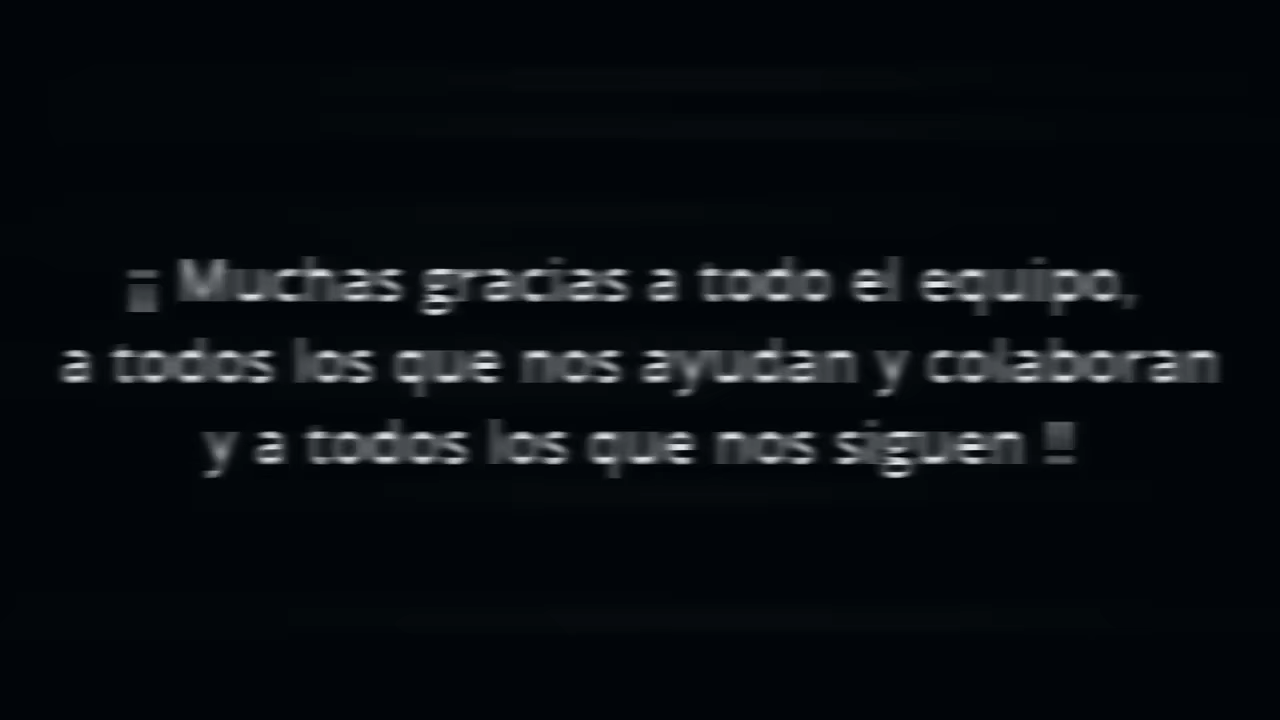 ¡¡ Muchas gracias a todo el equipo,
a todos los que nos ayudan y colaboran
y a todos los que nos siguen !!